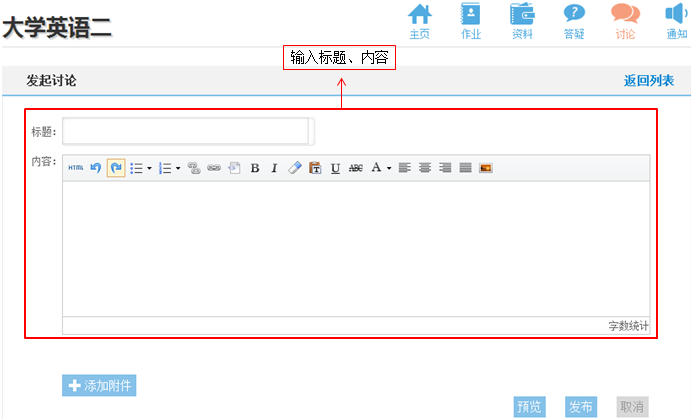 大学英语二
主页 作业 资料 答疑 讨论 通知
输入标题、内容
发起讨论 返回列表
标题:
内容: HTML B I T U ABC A
字数统计
添加附件
预览 发布 取消